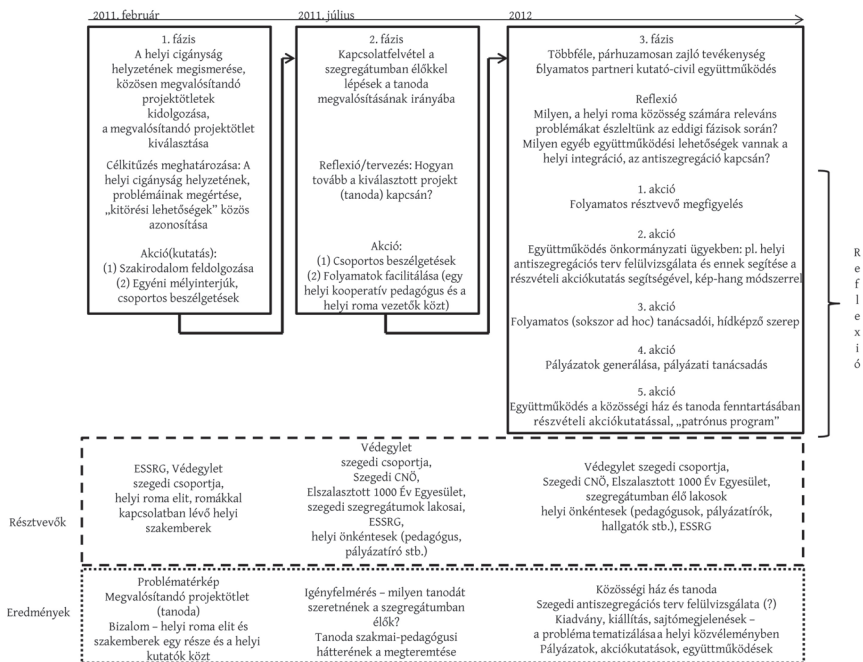 2011. február
2011. július
2012
1. fázis
A helyi cigányság
helyzetének megismerése,
közösen megvalósítandó
projektötletek
kidolgozása,
a megvalósítandó projektötlet
kiválasztása
Célkitűzés meghatározása: A
helyi cigányság helyzetének,
problémáinak megértése,
„kitörési lehetőségek” közös
azonosítása
Akció(kutatás):
(1) Szakirodalom feldolgozása
(2) Egyéni mélyinterjúk,
csoportos beszélgetések
2. fázis
Kapcsolatfelvétel a
szegregátumban élőkkel
lépések a tanoda
megvalósításának irányába
Reflexió/tervezés: Hogyan
tovább a kiválasztott projekt
(tanoda) kapcsán?
Akció:
(1) Csoportos beszélgetések
(2) Folyamatok facilitálása (egy
helyi kooperatív pedagógus és a
helyi roma vezetők közt)
3. fázis
Többféle, párhuzamosan zajló tevékenység
folyamatos partneri kutató-civil együttműködés
Reflexió
Milyen, a helyi roma közösség számára releváns
problémákat észleltünk az eddigi fázisok során?
Milyen egyéb együttműködési lehetőségek vannak a
helyi integráció, az antiszegregáció kapcsán?
1. akció
Folyamatos résztvevő megfigyelés
2. akció
Együttműködés önkormányzati ügyekben: pl. helyi
antiszegregációs terv felülvizsgálata és ennek segítése a
részvételi akciókutatás segítségével, kép-hang módszerrel
3. akció
Folyamatos (sokszor ad hoc) tanácsadói, hídképző szerep
4. akció
Pályázatok generálása, pályázati tanácsadás
5. akció
Együttműködés a közösségi ház és tanoda fenntartásában
részvételi akciókutatással, „patrónus program”
Reflexió
Résztvevők
ESSRG, Védegylet
szegedi csoportja,
helyi roma elit, romákkal
kapcsolatban lévő helyi
szakemberek
Védegylet
szegedi csoportja,
Szegedi CNÖ,
Elszalasztott 1000 Év Egyesület,
szegedi szegregátumok lakosai,
ESSRG,
helyi önkéntesek (pedagógus,
pályázatíró stb.)
Védegylet szegedi csoportja,
Szegedi CNÖ, Elszalasztott 1000 Év Egyesület,
szegregátumban élő lakosok
helyi önkéntesek (pedagógusok, pályázatírók,
hallgatók stb.), ESSRG
Eredmények
Problématérkép
Megvalósítandó projektötlet
(tanoda)
Bizalom – helyi roma elit és
szakemberek egy része és a helyi
kutatók közt
Igényfelmérés – milyen tanodát
szeretnének a szegregátumban
élők?
Tanoda szakmai-pedagógusi
hátterének a megteremtése
Közösségi ház és tanoda
Szegedi antiszegregációs terv felülvizsgálata (?)
Kiadvány, kiállítás, sajtómegjelenések –
a probléma tematizálása a helyi közvéleményben
Pályázatok, akciókutatások, együttműködések